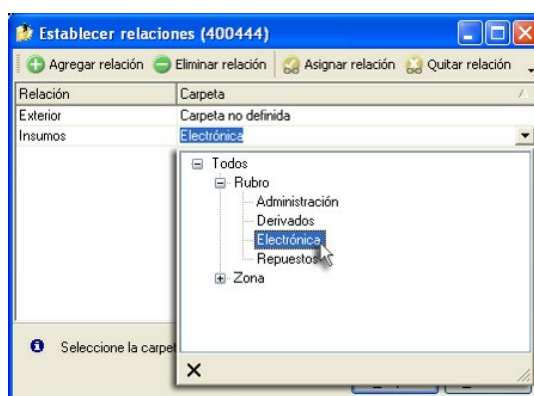 Establecer relaciones (400444)
Agregar relación Eliminar relación Asignar relación Quitar relación
Relación Carpeta
Exterior Carpeta no definida
Insumos Electrónica
Todos
Rubro
Administración
Derivados
Electrónica
Repuestos
Zona
Seleccione la carpet